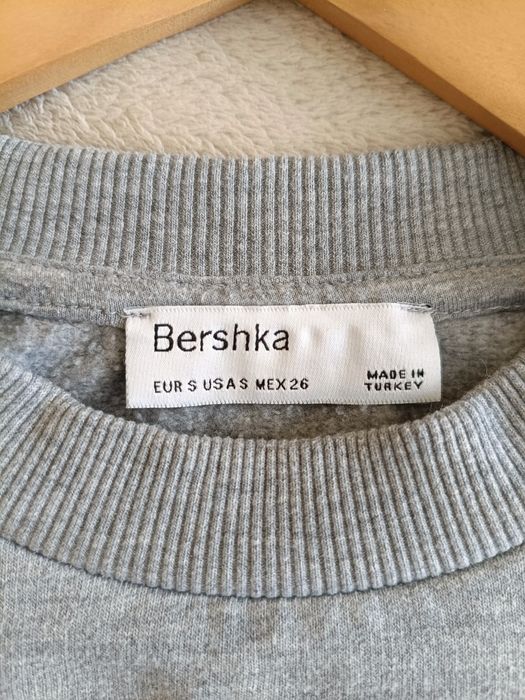 Bershka
EUR S USA S MEX 26
MADE IN
TURKEY